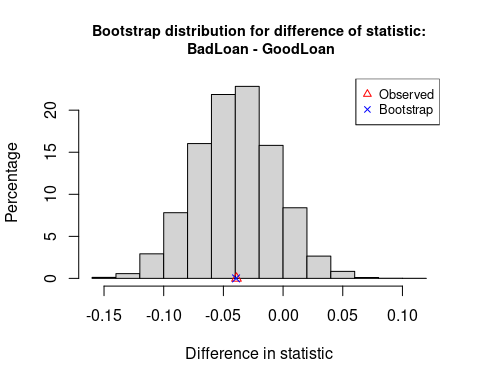 Bootstrap distribution for difference of statistic:
BadLoan - GoodLoan
Observed
Bootstrap
Percentage
20
15
10
5
0
-0.15 -0.10 -0.05 0.00 0.05 0.10
Difference in statistic